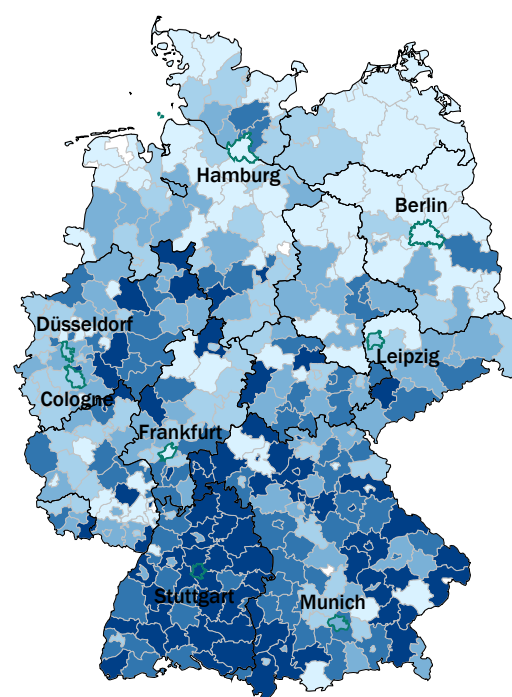 Hamburg
Berlin
Düsseldorf
Leipzig
Cologne
Frankfurt
Stuttgart
Munich